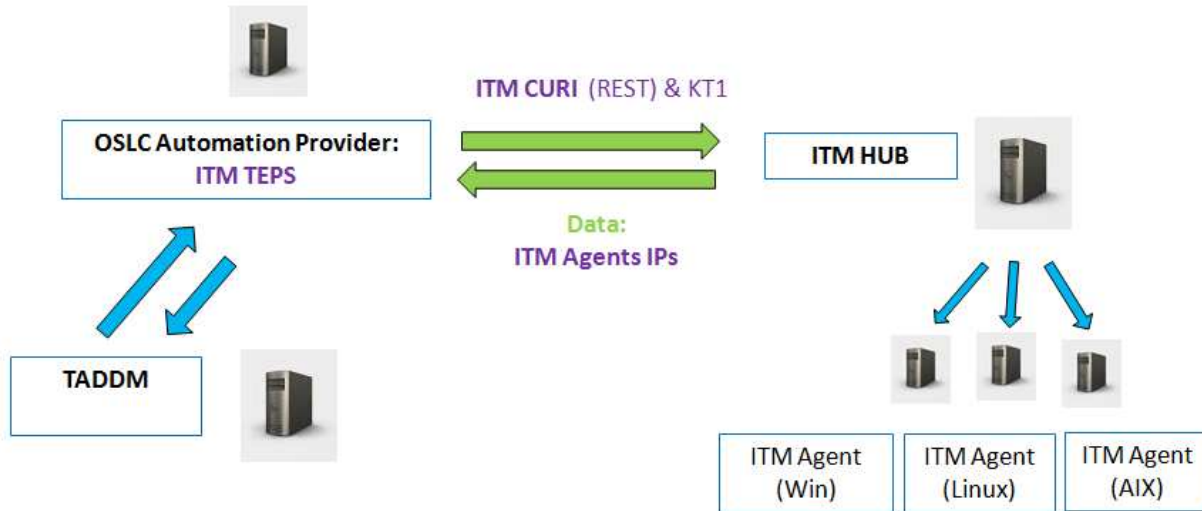 ITM CURI (REST) & KT1
OSLC Automation Provider:
ITM TEPS
ITM HUB
Data:
ITM Agents IPs
TADDM
ITM Agent
(Win)
ITM Agent
(Linux)
ITM Agent
(AIX)